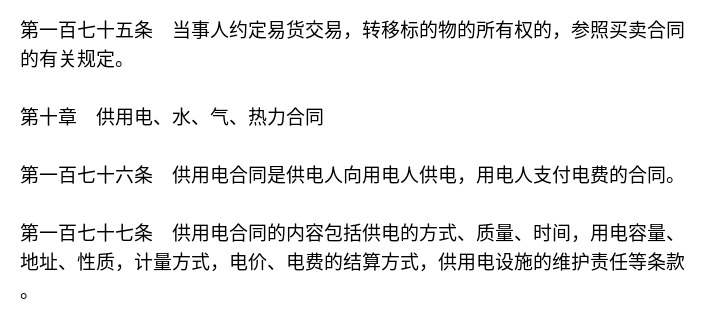 第一百七十五条　当事人约定易货交易，转移标的物的所有权的，参照买卖合同
的有关规定。
第十章　供用电、水、气、热力合同
第一百七十六条　供用电合同是供电人向用电人供电，用电人支付电费的合同。
第一百七十七条　供用电合同的内容包括供电的方式、质量、时间，用电容量、
地址、性质，计量方式，电价、电费的结算方式，供用电设施的维护责任等条款
。